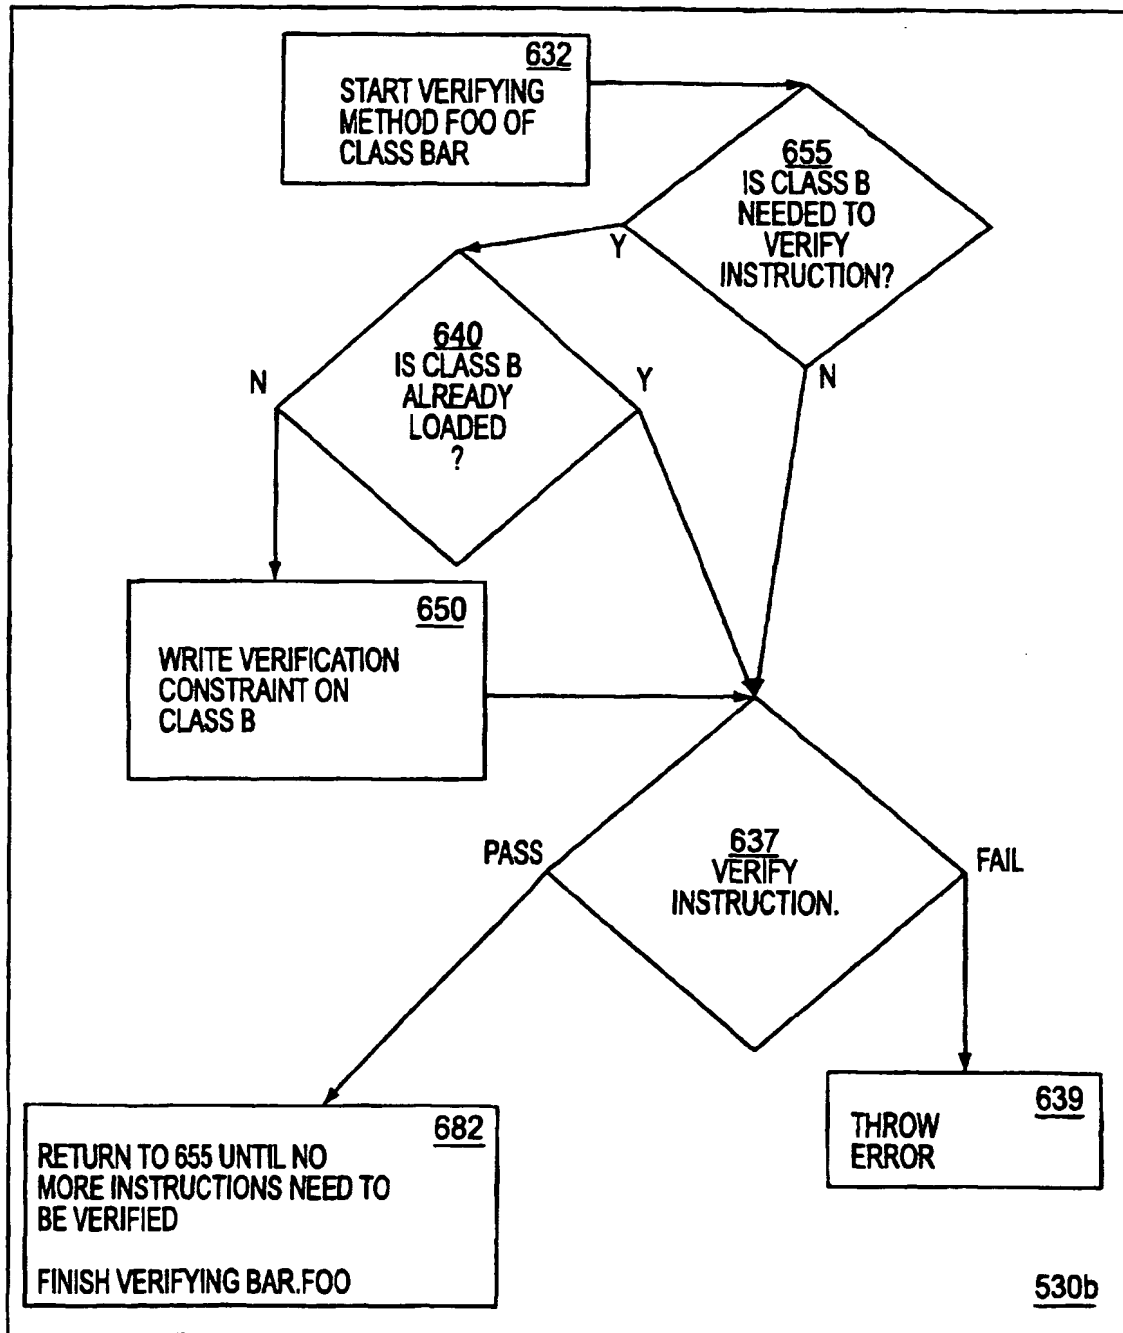 632
START VERIFYING
METHOD FOO OF
CLASS BAR
655
IS CLASS B
NEEDED TO
VERIFY
INSTRUCTION?
Y
N
640
IS CLASS B
ALREADY
LOADED
?
N
Y
650
WRITE VERIFICATION
CONSTRAINT ON
CLASS B
637
VERIFY
INSTRUCTION.
PASS
FAIL
682
RETURN TO 655 UNTIL NO
MORE INSTRUCTIONS NEED TO
BE VERIFIED
FINISH VERIFYING BAR.FOO
639
THROW
ERROR
530b